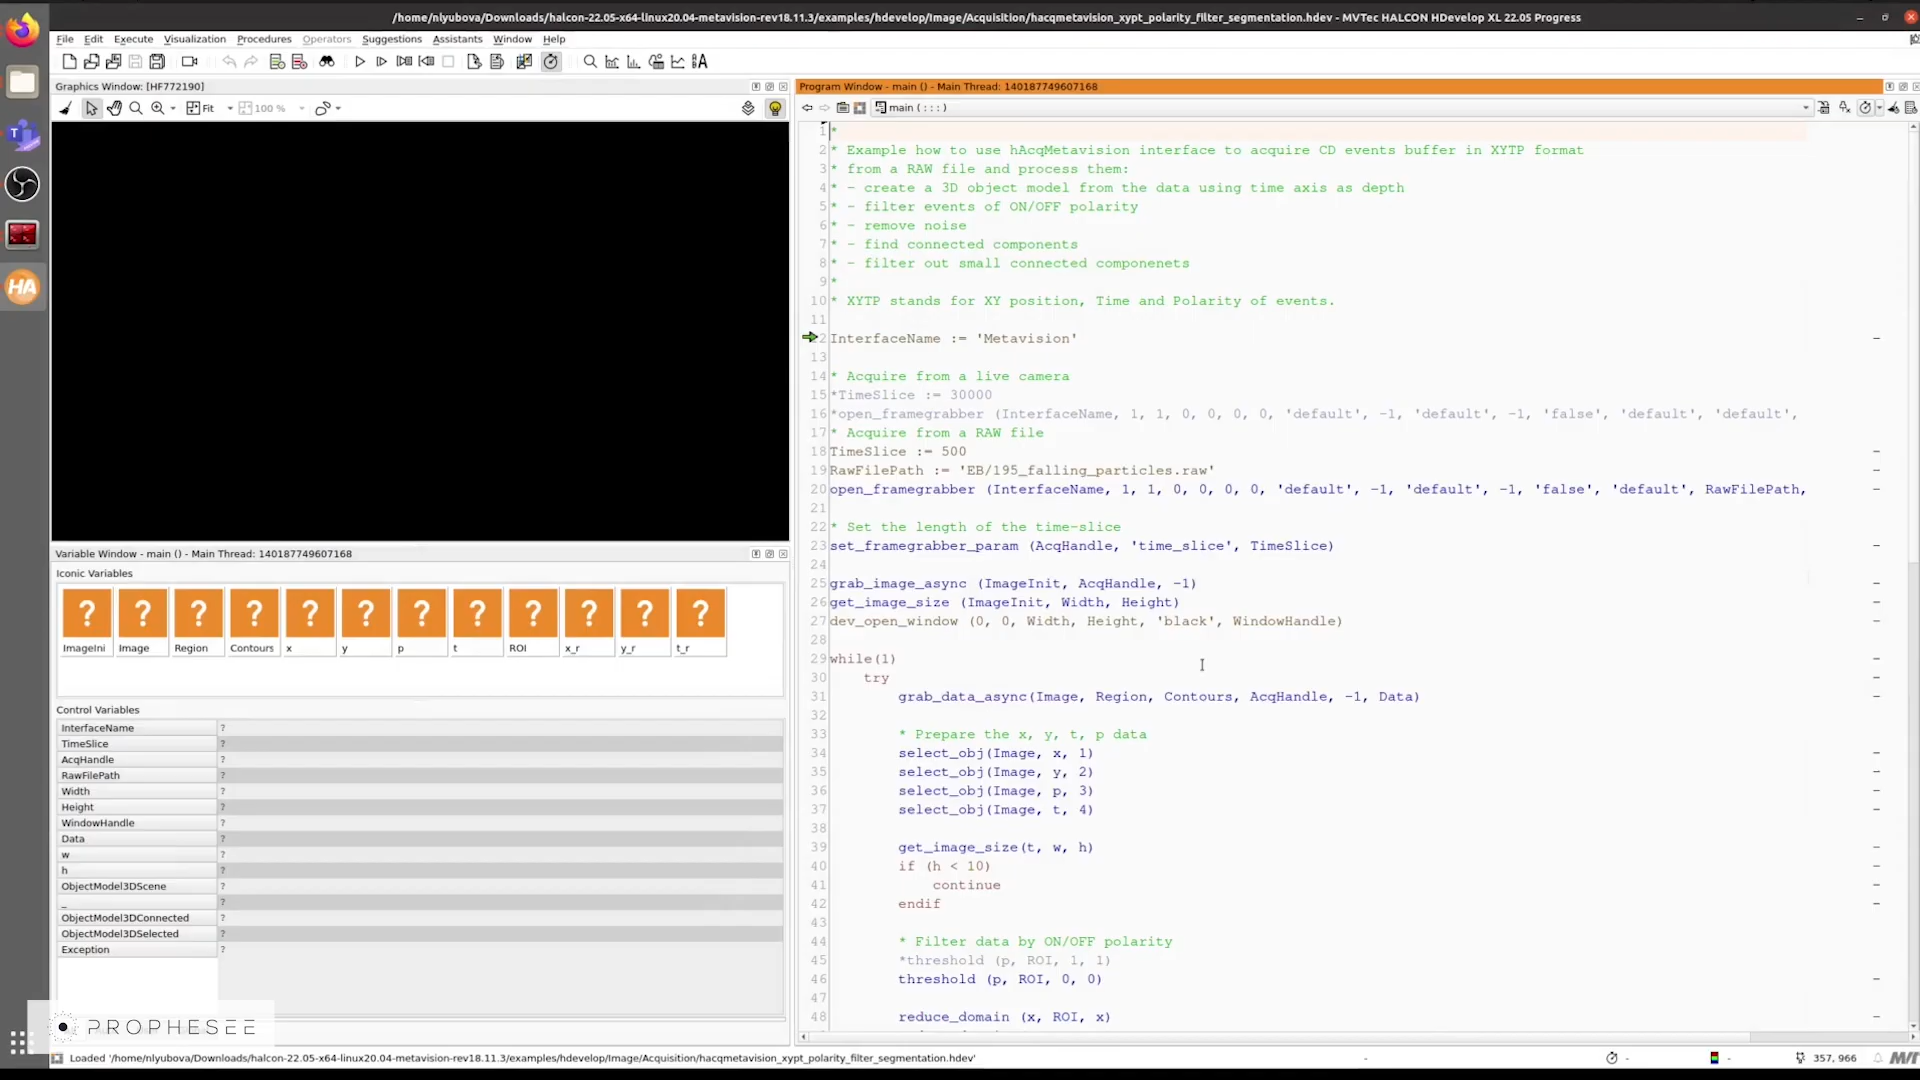 /home/nlyubova/Downloads/halcon-22.05-x64-linux20.04-metavision-rev18.11.3/examples/hdevelop/Image/Acquisition/hacqmetavision_xypt_polarity_filter_segmentation.hdev - MVTec HALCON HDevelop XL 22.05 Progress
File Edit Execute Visualization Procedures Operators Suggestions Assistants Window Help
Graphics Window: [HF772190]
Fit 100 %
Variable Window - main () - Main Thread: 140187749607168
Iconic Variables
? ? ? ? ? ? ? ? ? ? ? ?
ImageIni Image Region Contours x y p t ROI x_r y_r t_r
Control Variables
InterfaceName ?
TimeSlice ?
AcqHandle ?
RawFilePath ?
Width ?
Height ?
WindowHandle ?
Data ?
w ?
h ?
ObjectModel3DScene ?
_ ?
ObjectModel3DConnected ?
ObjectModel3DSelected ?
Exception ?
PROPHESEE
Program Window - main () - Main Thread: 140187749607168
main ( : : : )
1 *
2 * Example how to use hAcqMetavision interface to acquire CD events buffer in XYTP format
3 * from a RAW file and process them:
4 * - create a 3D object model from the data using time axis as depth
5 * - filter events of ON/OFF polarity
6 * - remove noise
7 * - find connected components
8 * - filter out small connected componenets
9 *
10 * XYTP stands for XY position, Time and Polarity of events.
11
2 InterfaceName := 'Metavision'
13
14 * Acquire from a live camera
15 *TimeSlice := 30000
16 *open_framegrabber (InterfaceName, 1, 1, 0, 0, 0, 0, 'default', -1, 'default', -1, 'false', 'default', 'default',
17 * Acquire from a RAW file
18 TimeSlice := 500
19 RawFilePath := 'EB/195_falling_particles.raw'
20 open_framegrabber (InterfaceName, 1, 1, 0, 0, 0, 0, 'default', -1, 'default', -1, 'false', 'default', RawFilePath,
21
22 * Set the length of the time-slice
23 set_framegrabber_param (AcqHandle, 'time_slice', TimeSlice)
24
25 grab_image_async (ImageInit, AcqHandle, -1)
26 get_image_size (ImageInit, Width, Height)
27 dev_open_window (0, 0, Width, Height, 'black', WindowHandle)
28
29 while(1)
30 try
31 grab_data_async(Image, Region, Contours, AcqHandle, -1, Data)
32
33 * Prepare the x, y, t, p data
34 select_obj(Image, x, 1)
35 select_obj(Image, y, 2)
36 select_obj(Image, p, 3)
37 select_obj(Image, t, 4)
38
39 get_image_size(t, w, h)
40 if (h < 10)
41 continue
42 endif
43
44 * Filter data by ON/OFF polarity
45 *threshold (p, ROI, 1, 1)
46 threshold (p, ROI, 0, 0)
47
48 reduce_domain (x, ROI, x)
Loaded '/home/nlyubova/Downloads/halcon-22.05-x64-linux20.04-metavision-rev18.11.3/examples/hdevelop/Image/Acquisition/hacqmetavision_xypt_polarity_filter_segmentation.hdev'
- - - 357, 966